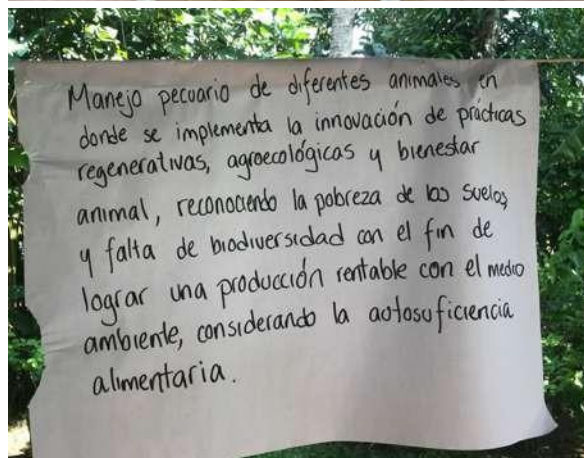 Manejo pecuario de diferentes animales en
donde se implementa la innovación de prácticas
regenerativas, agroecológicas y bienestar
animal, reconociendo la pobreza de los suelos,
y falta de biodiversidad con el fin de
lograr una producción rentable con el medio
ambiente, considerando la autosuficiencia
alimentaria.